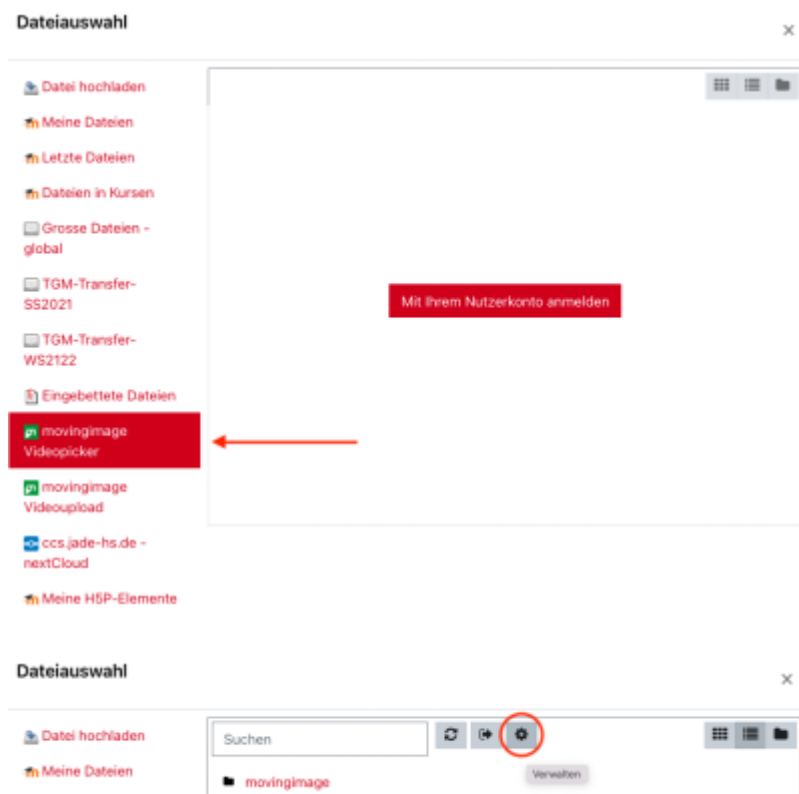 Dateiauswahl
Datei hochladen
Meine Dateien
Letzte Dateien
Dateien in Kursen
Grosse Dateien -
global
TGM-Transfer-
SS2021
TGM-Transfer-
WS2122
Eingebettete Dateien
movingimage
Videopicker
movingimage
Videoupload
ccs.jade-hs.de -
nextCloud
Meine H5P-Elemente
Mit Ihrem Nutzerkonto anmelden
Dateiauswahl
Datei hochladen
Meine Dateien
Suchen
Verwalten
movingimage